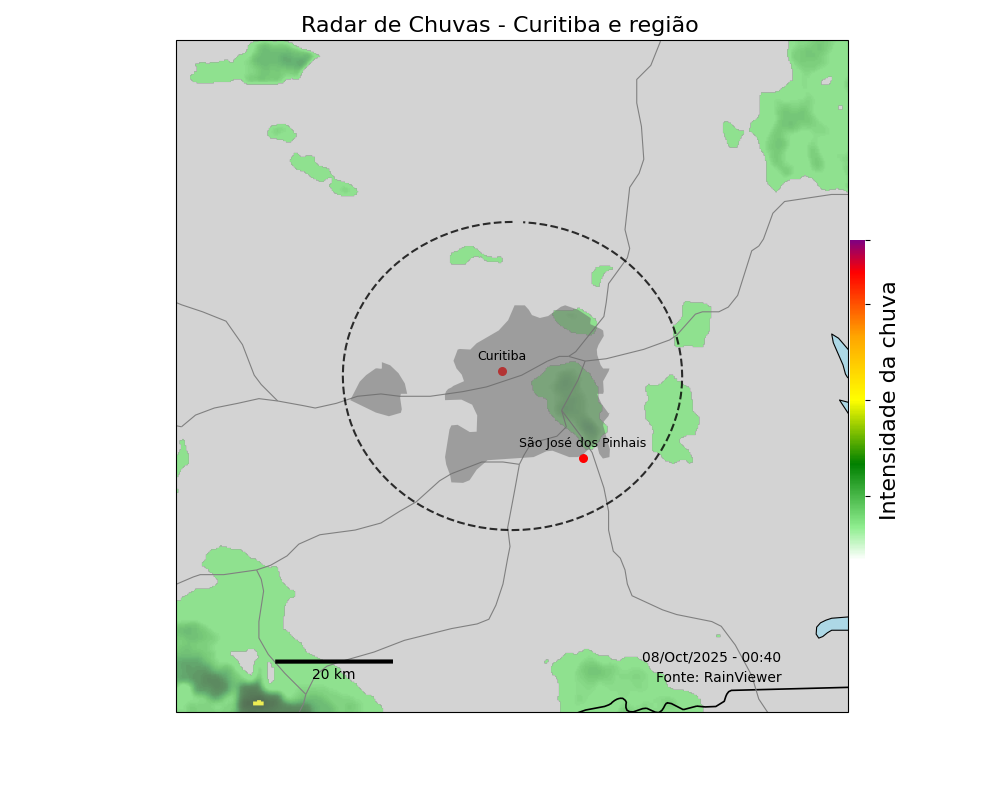 Radar de Chuvas - Curitiba e região
Curitiba
São José dos Pinhais
Intensidade da chuva
20 km
08/Oct/2025 - 00:40
Fonte: RainViewer